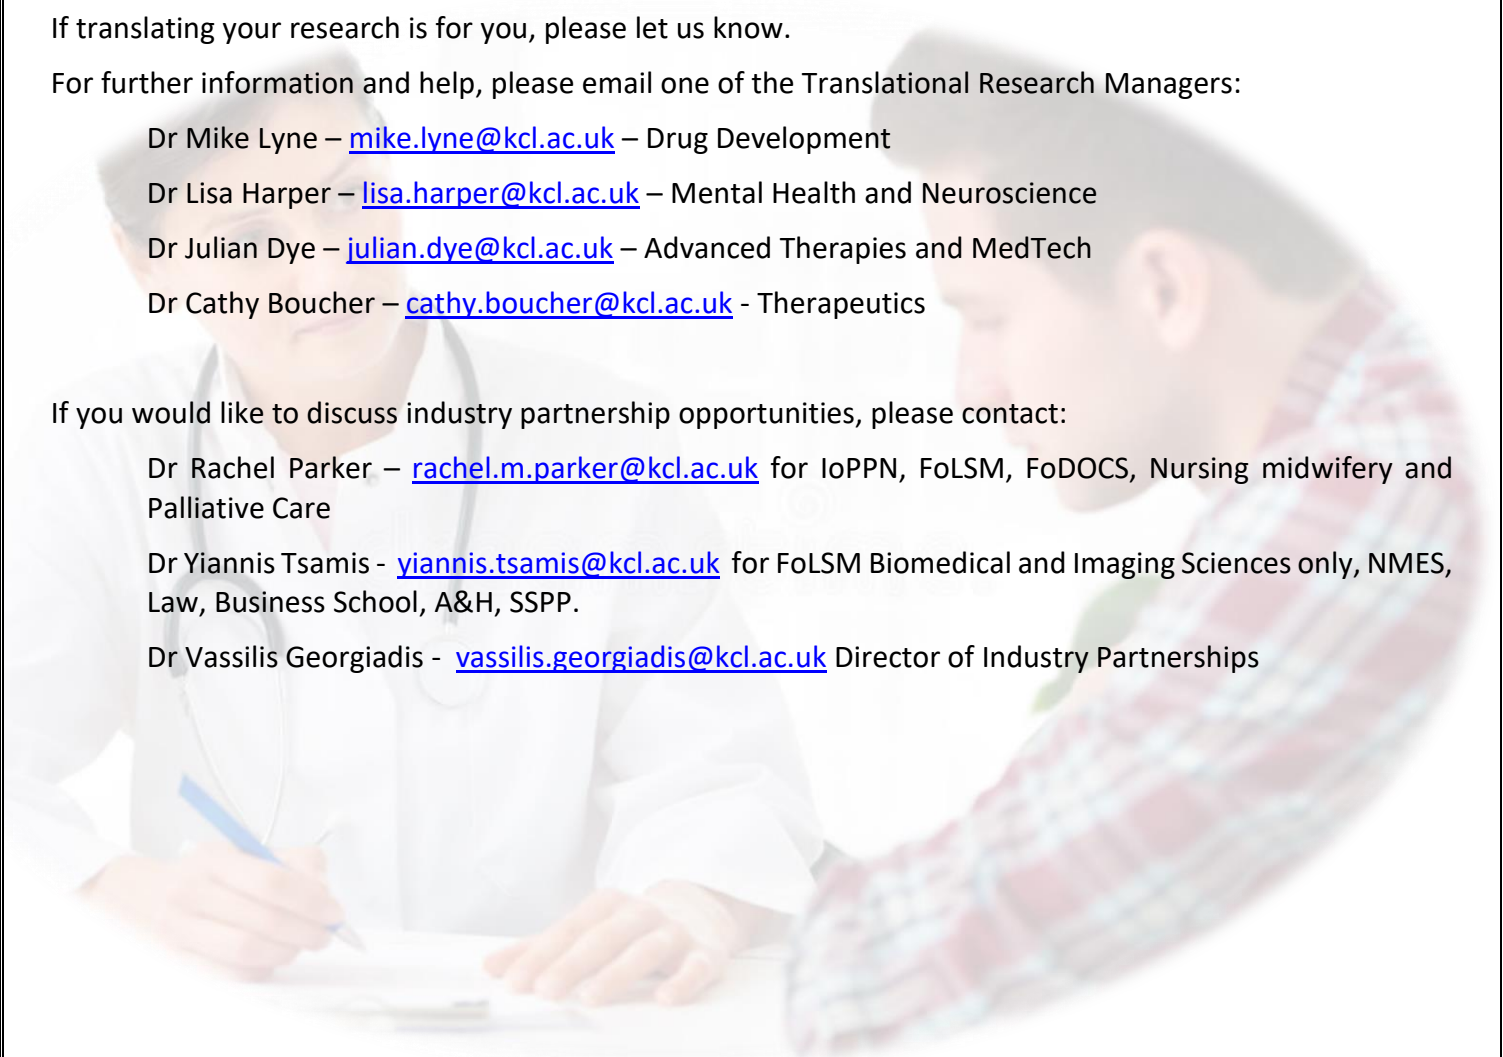 If translating your research is for you, please let us know.
For further information and help, please email one of the Translational Research Managers:
Dr Mike Lyne – mike.lyne@kcl.ac.uk – Drug Development
Dr Lisa Harper – lisa.harper@kcl.ac.uk – Mental Health and Neuroscience
Dr Julian Dye – julian.dye@kcl.ac.uk – Advanced Therapies and MedTech
Dr Cathy Boucher – cathy.boucher@kcl.ac.uk - Therapeutics
If you would like to discuss industry partnership opportunities, please contact:
Dr Rachel Parker – rachel.m.parker@kcl.ac.uk for IoPPN, FoLSM, FoDOCS, Nursing midwifery and
Palliative Care
Dr Yiannis Tsamis - yiannis.tsamis@kcl.ac.uk for FoLSM Biomedical and Imaging Sciences only, NMES,
Law, Business School, A&H, SSPP.
Dr Vassilis Georgiadis - vassilis.georgiadis@kcl.ac.uk Director of Industry Partnerships